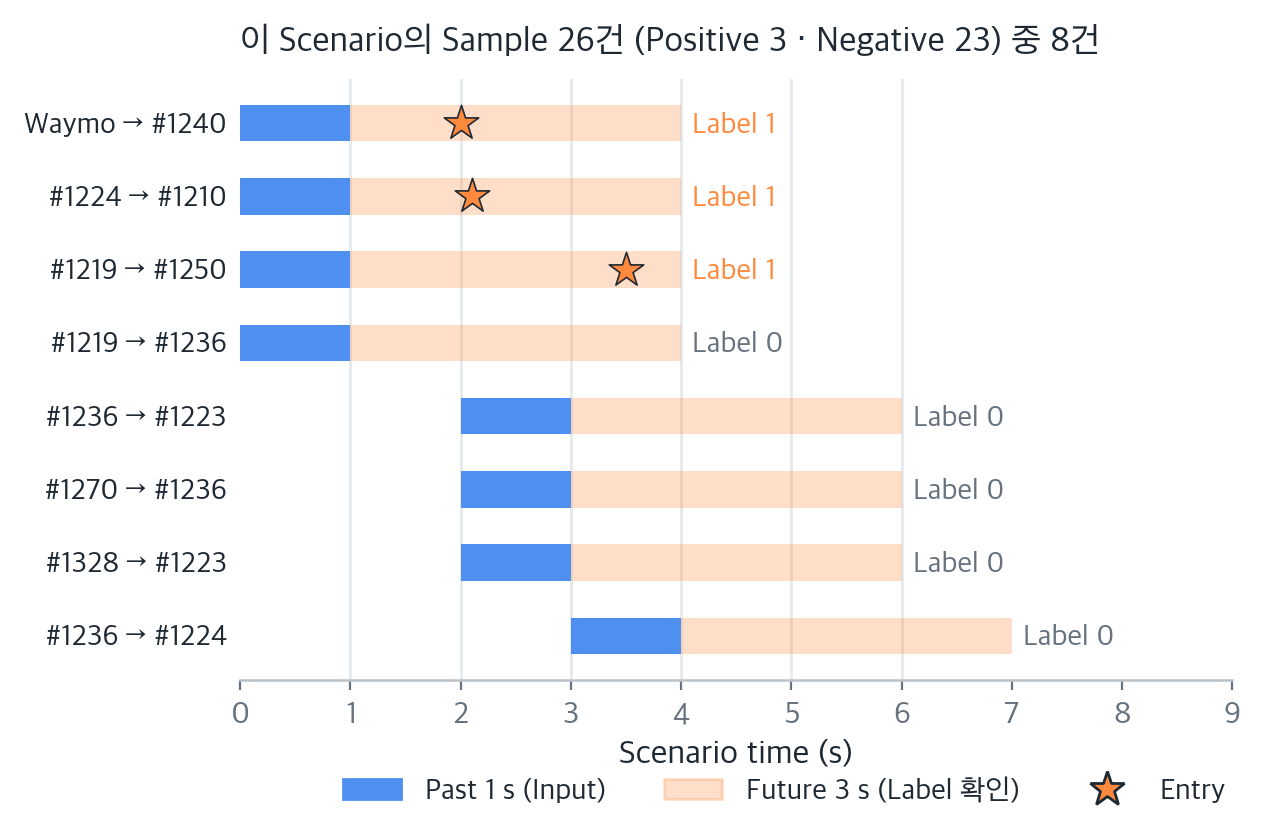 이 Scenario의 Sample 26건 (Positive 3 · Negative 23) 중 8건
Waymo → #1240 Label 1
#1224 → #1210 Label 1
#1219 → #1250 Label 1
#1219 → #1236 Label 0
#1236 → #1223 Label 0
#1270 → #1236 Label 0
#1328 → #1223 Label 0
#1236 → #1224 Label 0
0 1 2 3 4 5 6 7 8 9
Scenario time (s)
Past 1 s (Input) Future 3 s (Label 확인) Entry